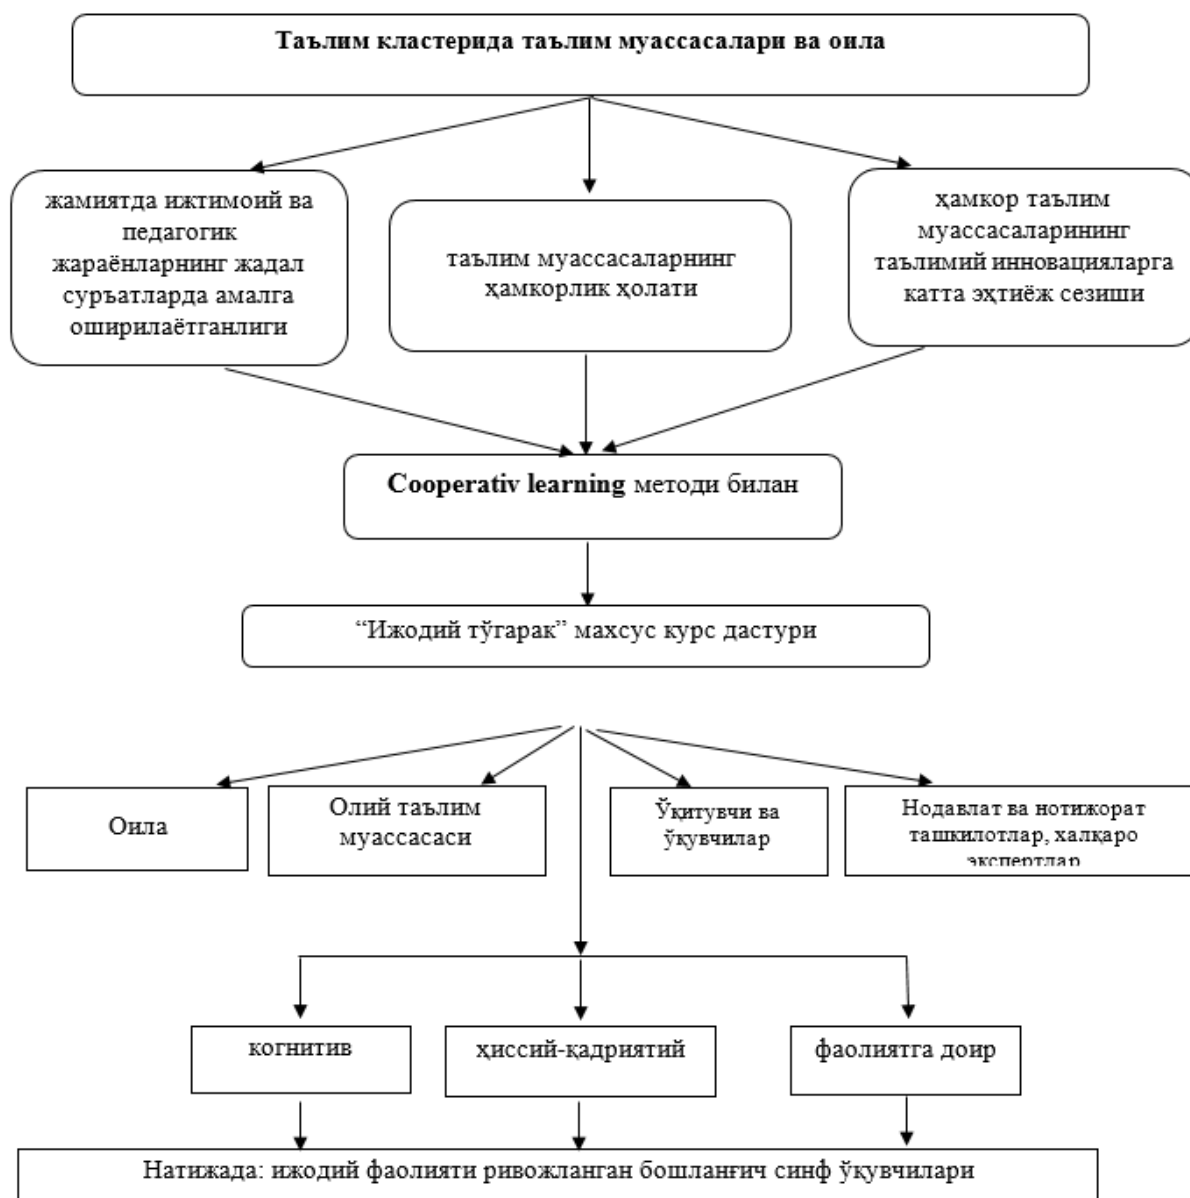 Таълим кластерида таълим муассасалари ва оила
жамиятда ижтимоий ва
педагогик
жараёнларнинг жадал
суръатларда амалга
оширилаётганлиги
таълим муассасаларнинг
ҳамкорлик ҳолати
ҳамкор таълим
муассасаларининг
таълимий инновацияларга
катта эҳтиёж сезиши
Cooperativ learning методи билан
“Ижодий тўгарак” махсус курс дастури
Оила
Олий таълим
муассасаси
Ўқитувчи ва
ўқувчилар
Нодавлат ва нотижорат
ташкилотлар, халқаро
экспертлар
когнитив
ҳиссий-қадриятий
фаолиятга доир
Натижада: ижодий фаолияти ривожланган бошланғич синф ўқувчилари